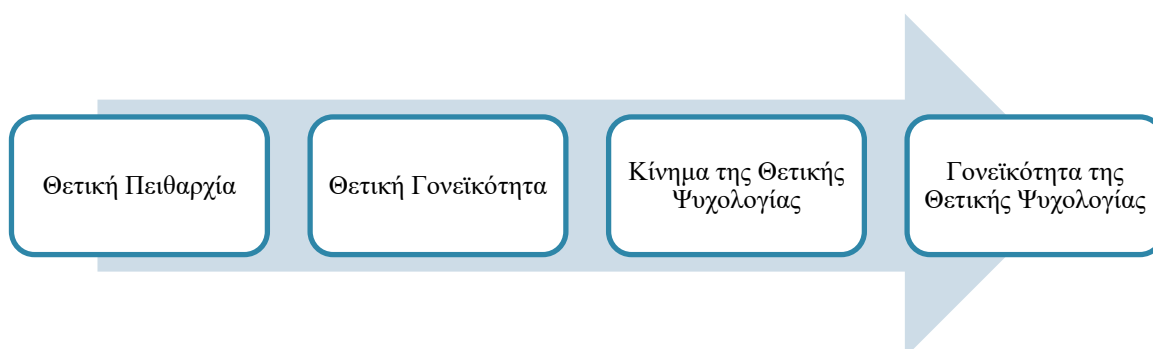 Θετική Πειθαρχία
Θετική Γονεϊκότητα
Κίνημα της Θετικής
Ψυχολογίας
Γονεϊκότητα της
Θετικής Ψυχολογίας